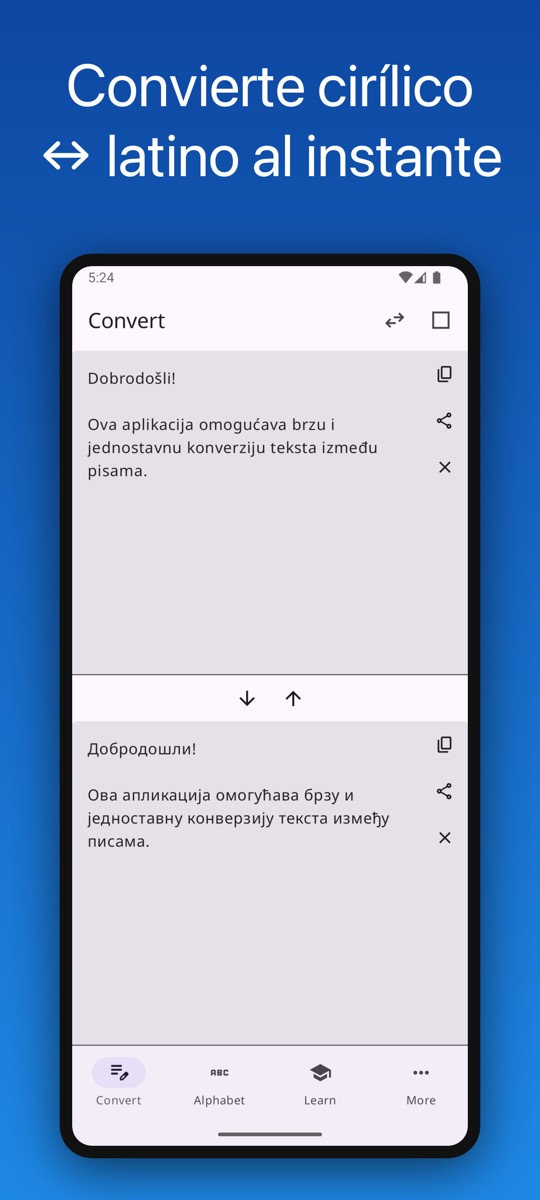 Convierte cirílico
↔ latino al instante
5:24
Convert
Dobrodošli!
Ova aplikacija omogućava brzu i
jednostavnu konverziju teksta između
pisama.
Добродошли!
Ова апликација омогућава брзу и
једноставну конверзију текста између
писама.
ABC
Convert
Alphabet
Learn
More